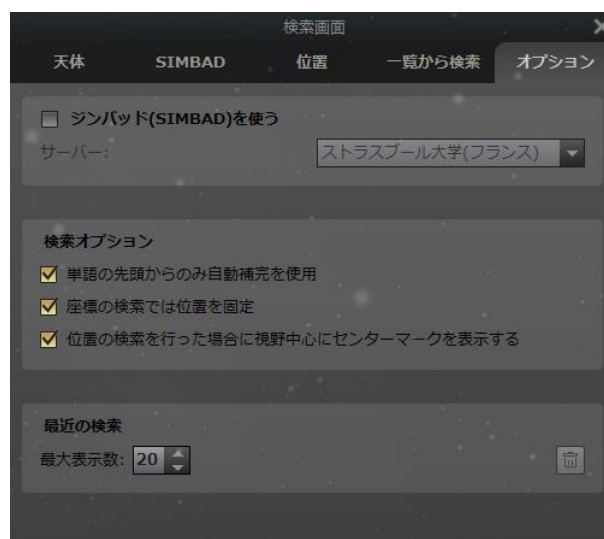 検索画面
天体 SIMBAD 位置 一覧から検索 オプション
ジンバッド(SIMBAD)を使う
サーバー: ストラスブール大学(フランス)
検索オプション
単語の先頭からのみ自動補完を使用
座標の検索では位置を固定
位置の検索を行った場合に視野中心にセンターマークを表示する
最近の検索
最大表示数: 20